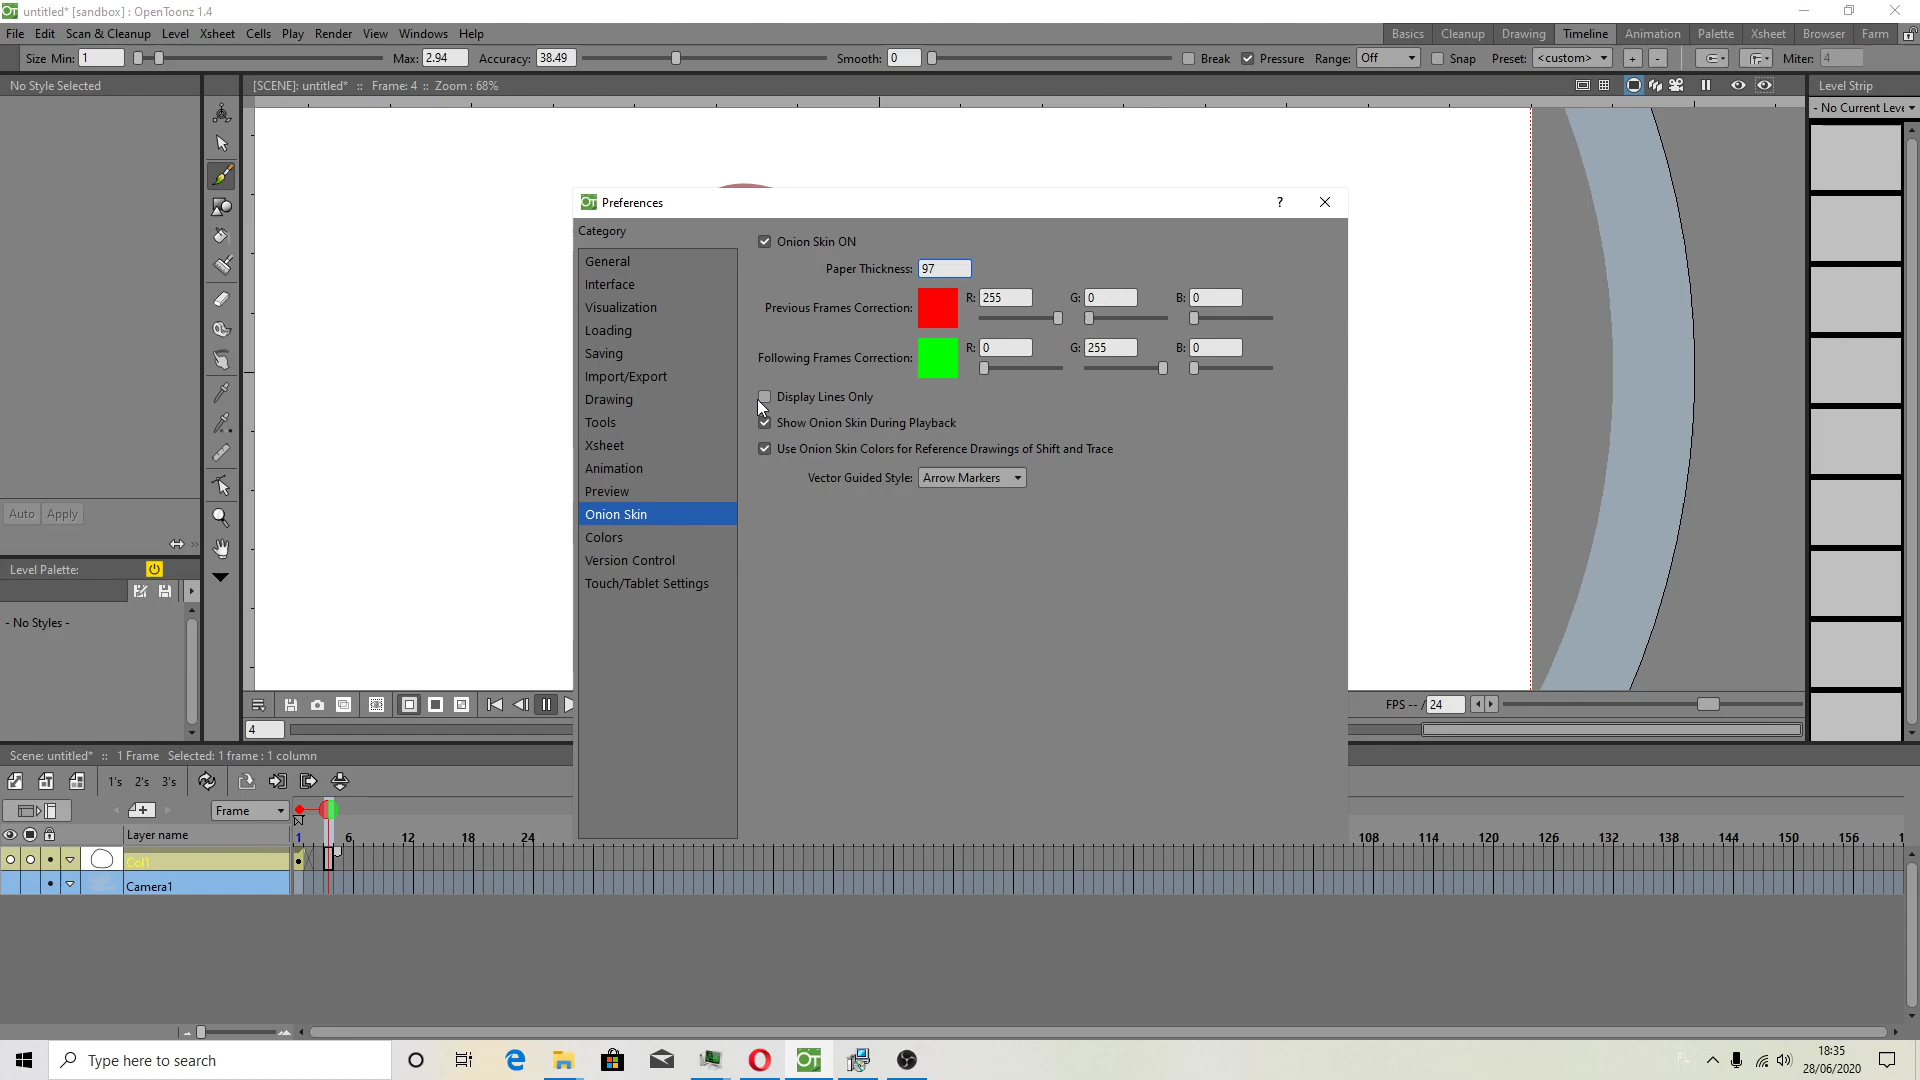 untitled* [sandbox] : OpenToonz 1.4
File Edit Scan & Cleanup Level Xsheet Cells Play Render View Windows Help
Basics Cleanup Drawing Timeline Animation Palette Xsheet Browser Farm
Size Min: 1 Max: 2.94 Accuracy: 38.49 Smooth: 0 Break Pressure Range: Off Snap Preset: <custom> + - Miter: 4
No Style Selected
[SCENE]: untitled* :: Frame: 4 :: Zoom : 68%
Level Strip
- No Current Leve
Preferences
?
Category
General
Interface
Visualization
Loading
Saving
Import/Export
Drawing
Tools
Xsheet
Animation
Preview
Onion Skin
Colors
Version Control
Touch/Tablet Settings
Onion Skin ON
Paper Thickness: 97
Previous Frames Correction: R: 255 G: 0 B: 0
Following Frames Correction: R: 0 G: 255 B: 0
Display Lines Only
Show Onion Skin During Playback
Use Onion Skin Colors for Reference Drawings of Shift and Trace
Vector Guided Style: Arrow Markers
Auto Apply
Level Palette:
- No Styles -
FPS -- / 24
4
Scene: untitled* :: 1 Frame Selected: 1 frame : 1 column
1's 2's 3's
Frame
Layer name
1 6 12 18 24 108 114 120 126 132 138 144 150 156 1
Col1
Camera1
Type here to search
18:35
28/06/2020